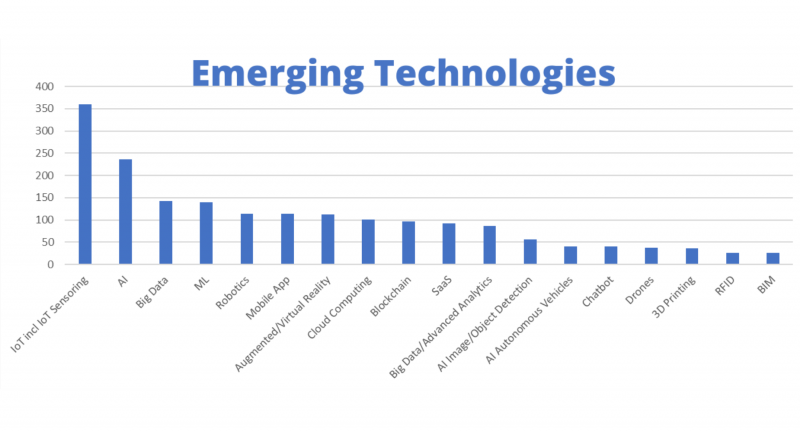 Emerging Technologies
400
350
300
250
200
150
100
50
0
IoT incl IoT Sensoring
AI
Big Data
ML
Robotics
Mobile App
Augmented/Virtual Reality
Cloud Computing
Blockchain
SaaS
Big Data/Advanced Analytics
AI Image/Object Detection
AI Autonomous Vehicles
Chatbot
Drones
3D Printing
RFID
BIM